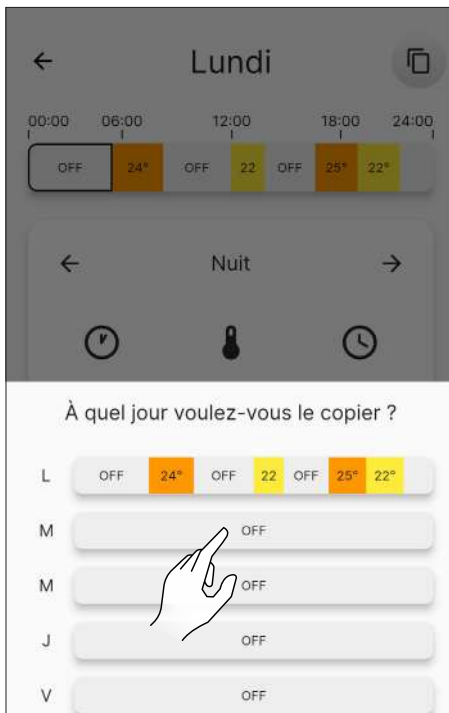 Lundi
00:00 06:00 12:00 18:00 24:00
OFF 24° OFF 22 OFF 25° 22°
Nuit
À quel jour voulez-vous le copier ?
L OFF 24° OFF 22 OFF 25° 22°
M OFF
M OFF
J OFF
V OFF